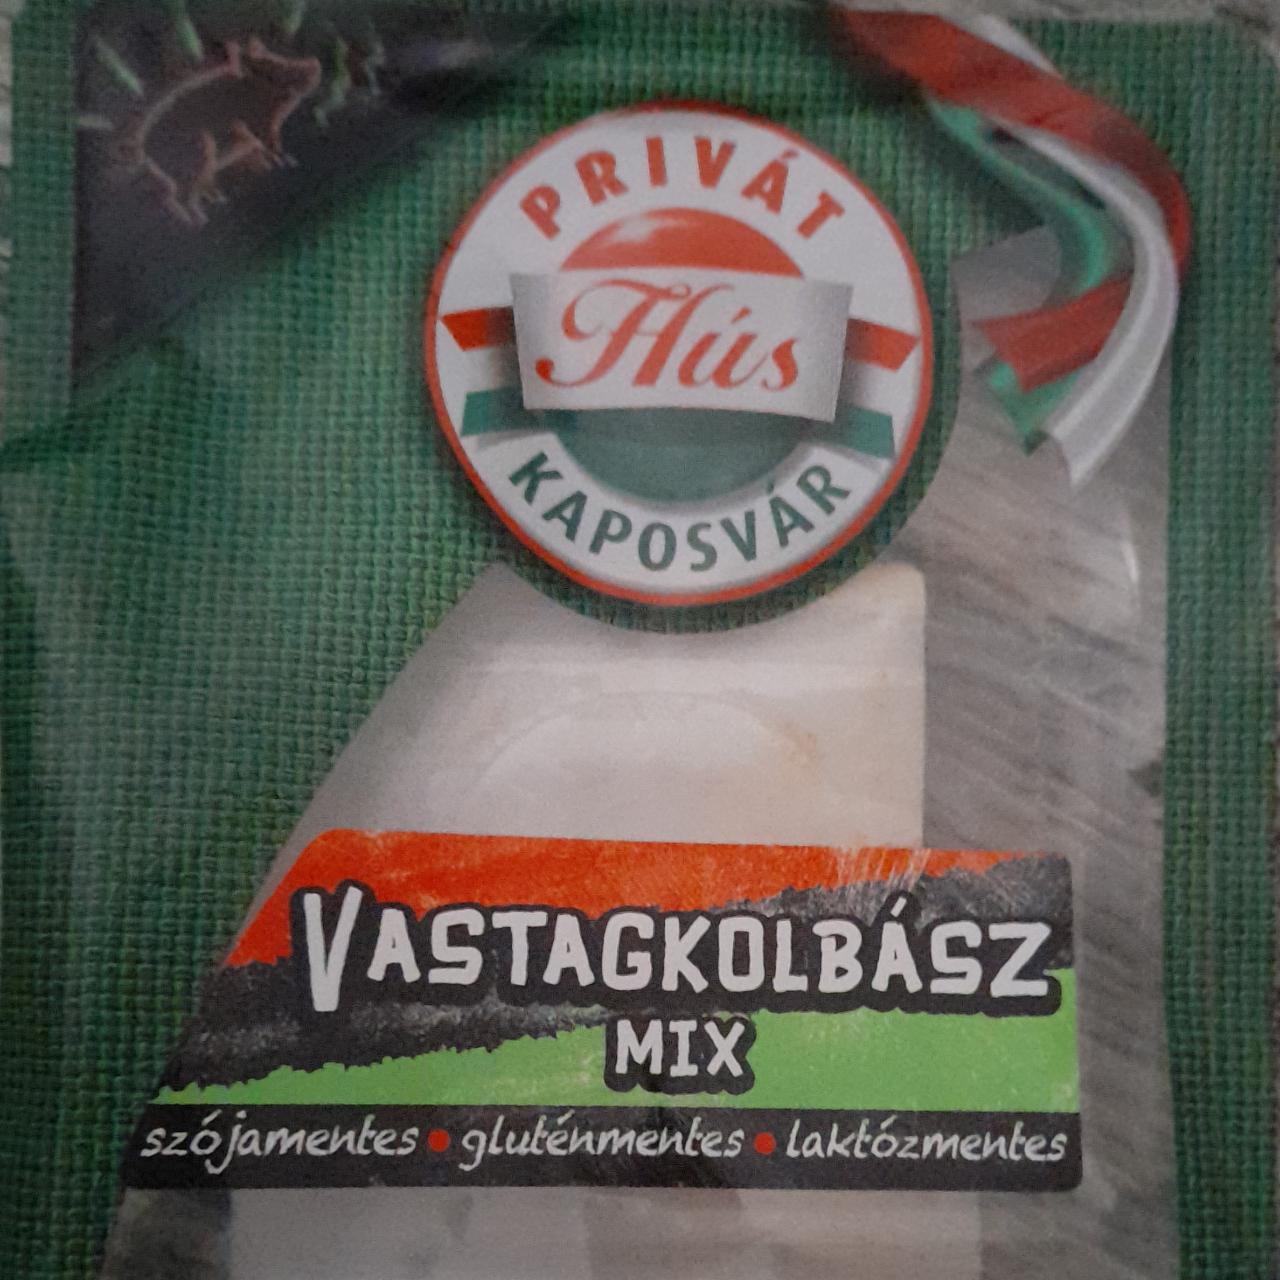 PRIVÁT
Hús
KAPOSVÁR
VASTAGKOLBÁSZ
MIX
szójamentes • gluténmentes • laktózmentes